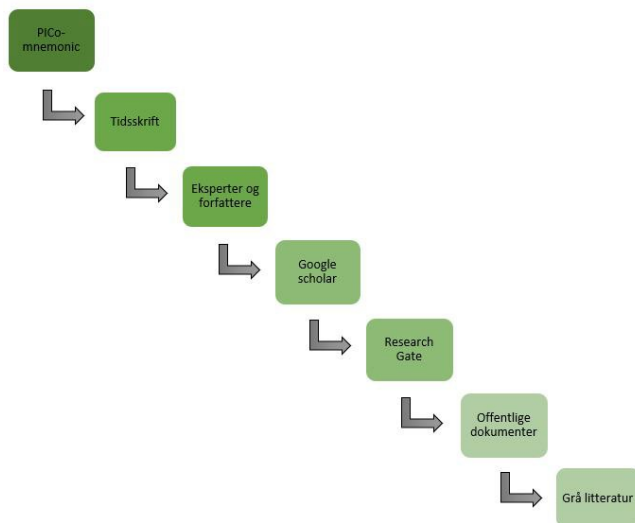 PICo-
mnemonic
Tidsskrift
Eksperter og
forfattere
Google
scholar
Research
Gate
Offentlige
dokumenter
Grå litteratur